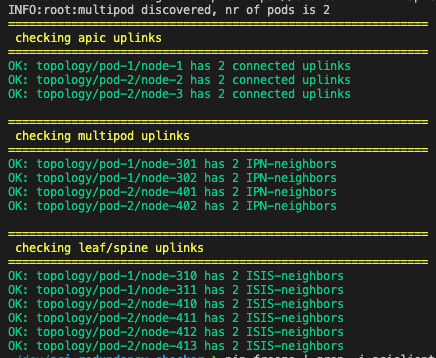 INFO:root:multipod discovered, nr of pods is 2
============================================================
checking apic uplinks
============================================================
OK: topology/pod-1/node-1 has 2 connected uplinks
OK: topology/pod-2/node-2 has 2 connected uplinks
OK: topology/pod-2/node-3 has 2 connected uplinks
============================================================
checking multipod uplinks
============================================================
OK: topology/pod-1/node-301 has 2 IPN-neighbors
OK: topology/pod-1/node-302 has 2 IPN-neighbors
OK: topology/pod-2/node-401 has 2 IPN-neighbors
OK: topology/pod-2/node-402 has 2 IPN-neighbors
============================================================
checking leaf/spine uplinks
============================================================
OK: topology/pod-1/node-310 has 2 ISIS-neighbors
OK: topology/pod-1/node-311 has 2 ISIS-neighbors
OK: topology/pod-2/node-410 has 2 ISIS-neighbors
OK: topology/pod-2/node-411 has 2 ISIS-neighbors
OK: topology/pod-2/node-412 has 2 ISIS-neighbors
OK: topology/pod-2/node-413 has 2 ISIS-neighbors